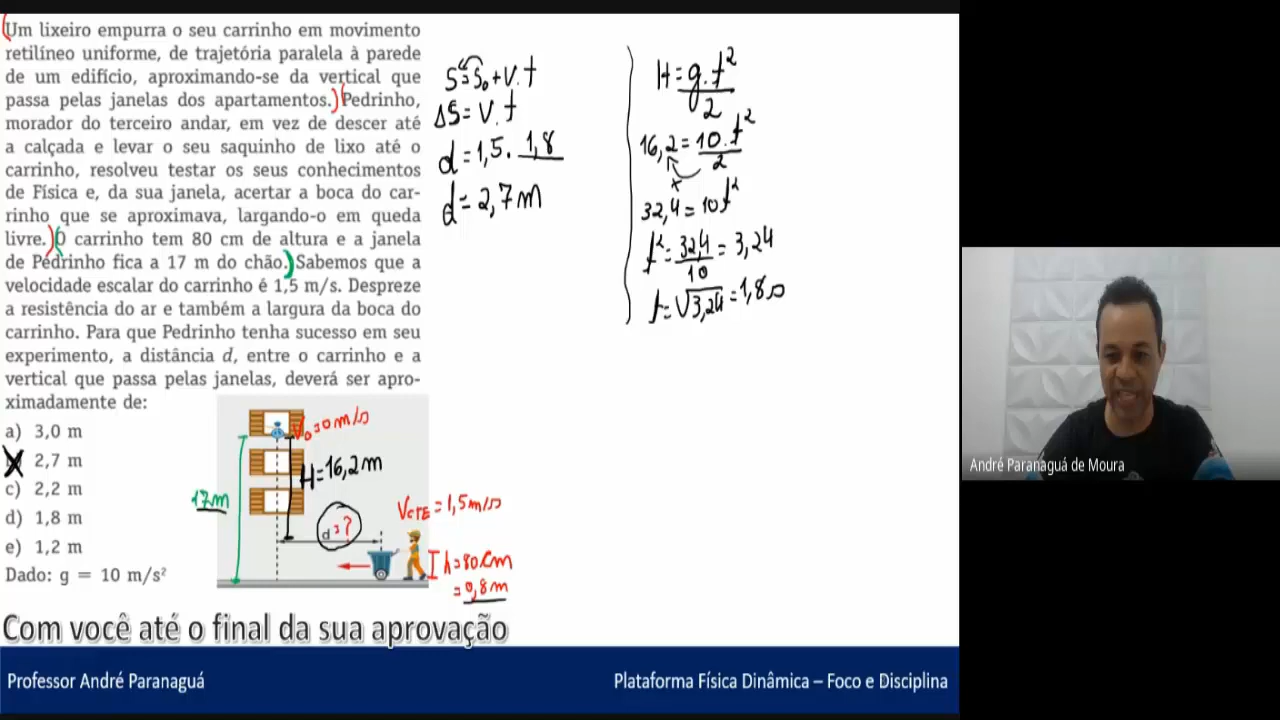 Um lixeiro empurra o seu carrinho em movimento
retilíneo uniforme, de trajetória paralela à parede
de um edifício, aproximando-se da vertical que
passa pelas janelas dos apartamentos. Pedrinho,
morador do terceiro andar, em vez de descer até
a calçada e levar o seu saquinho de lixo até o
carrinho, resolveu testar os seus conhecimentos
de Física e, da sua janela, acertar a boca do car-
rinho que se aproximava, largando-o em queda
livre. O carrinho tem 80 cm de altura e a janela
de Pedrinho fica a 17 m do chão. Sabemos que a
velocidade escalar do carrinho é 1,5 m/s. Despreze
a resistência do ar e também a largura da boca do
carrinho. Para que Pedrinho tenha sucesso em seu
experimento, a distância d, entre o carrinho e a
vertical que passa pelas janelas, deverá ser apro-
ximadamente de:
a) 3,0 m
2,7 m
c) 2,2 m
d) 1,8 m
e) 1,2 m
Dado: g = 10 m/s²
V₀=0m/s
H=16,2m
17m
d=?
Vcte=1,5m/s
h=80cm
=0,8m
S=S₀+V.t
ΔS=V.t
d=1,5. 1,8
d=2,7m
H=g.t²
2
16,2=10.t²
2
32,4=10t²
t²=32,4=3,24
10
t=√3,24=1,8s
Com você até o final da sua aprovação
Professor André Paranaguá
Plataforma Física Dinâmica – Foco e Disciplina
André Paranaguá de Moura